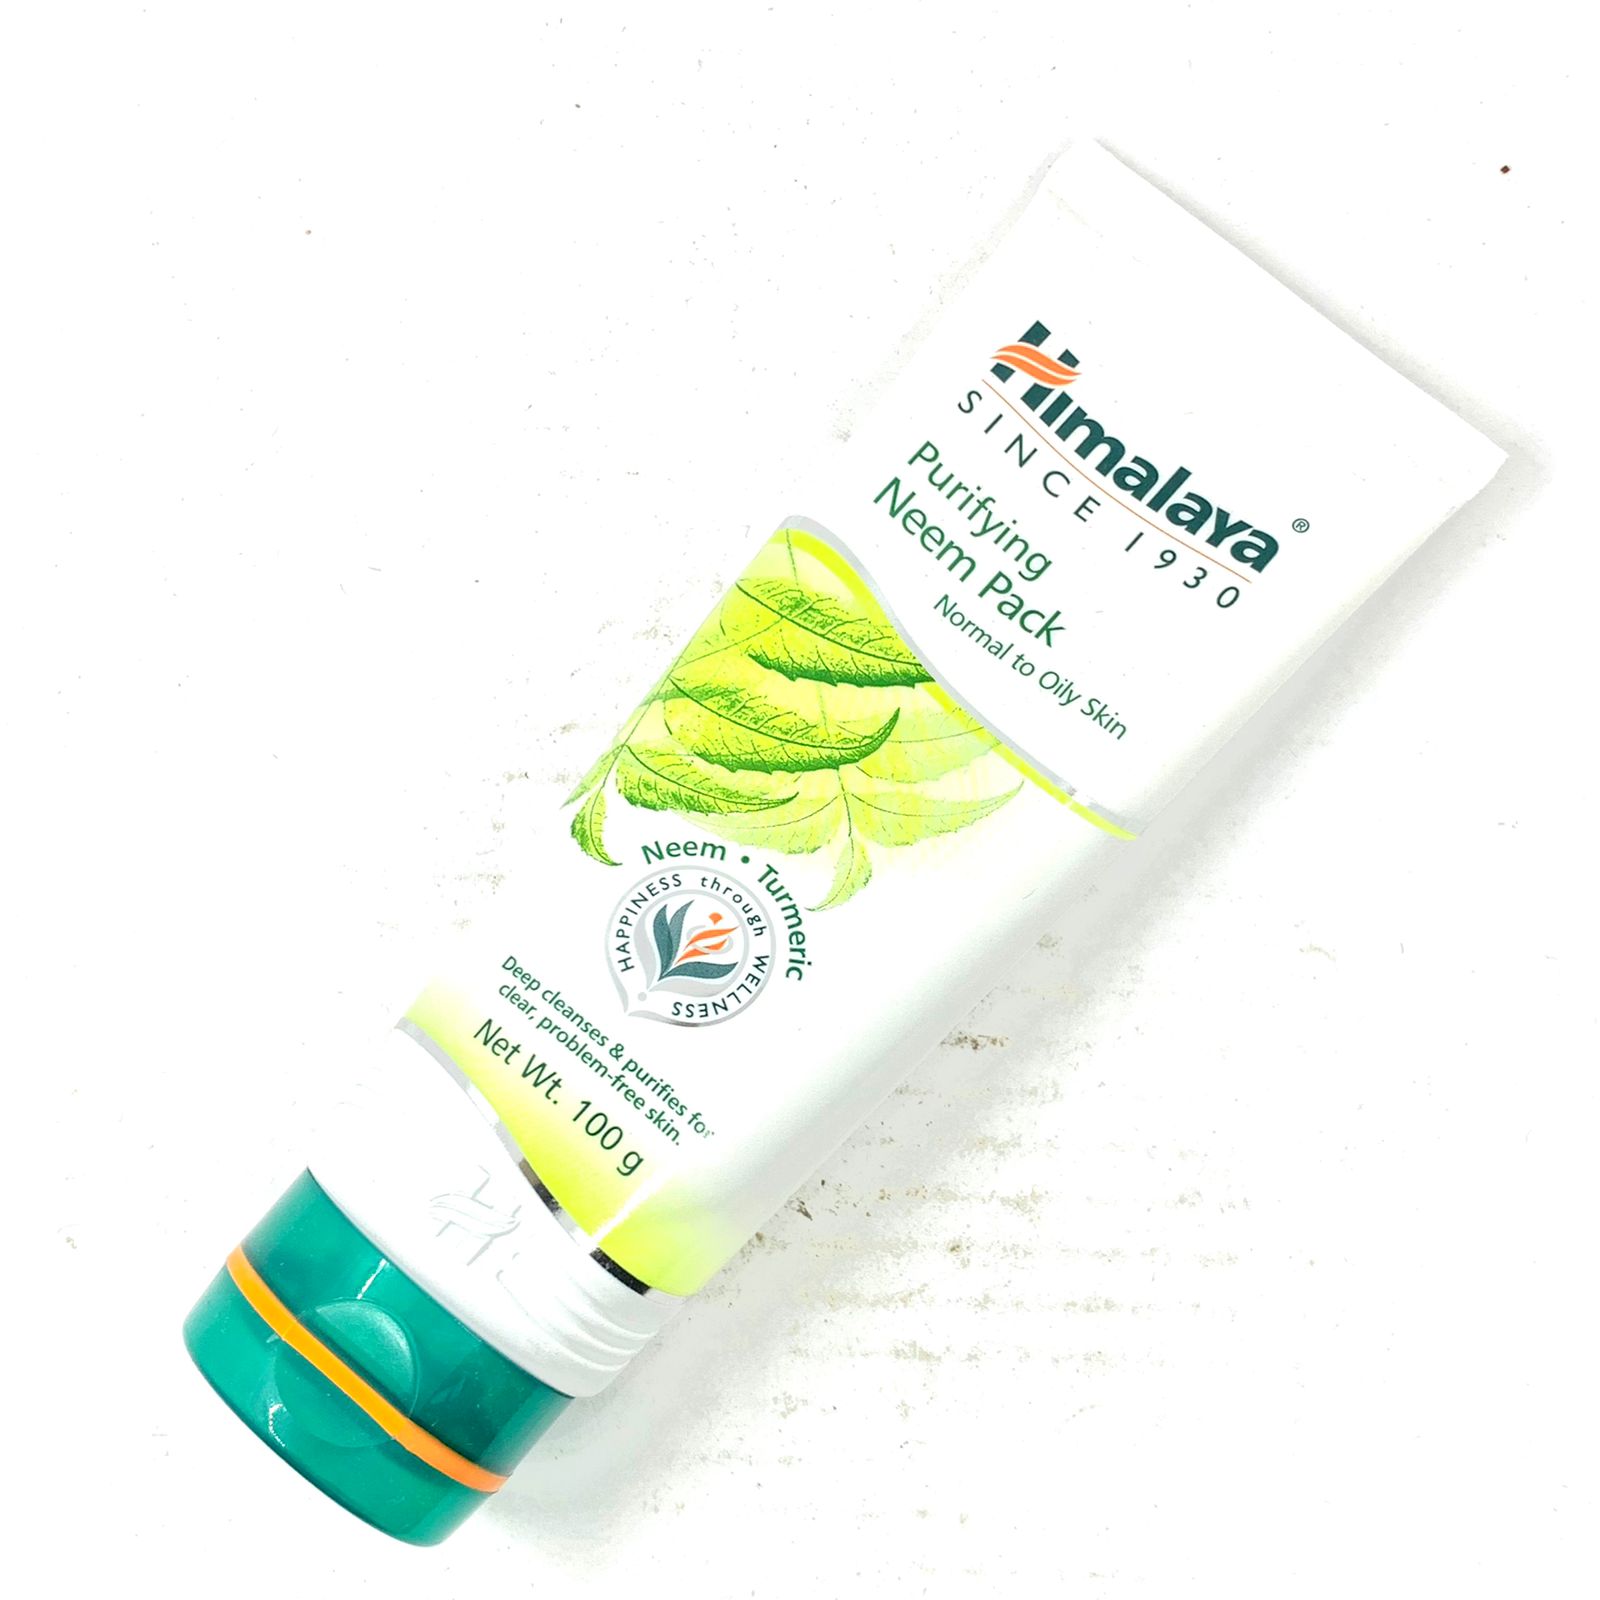 Himalaya®
SINCE 1930
Purifying
Neem Pack
Normal to Oily Skin
Neem • Turmeric
HAPPINESS through WELLNESS
Deep cleanses & purifies for
clear, problem-free skin.
Net Wt. 100 g